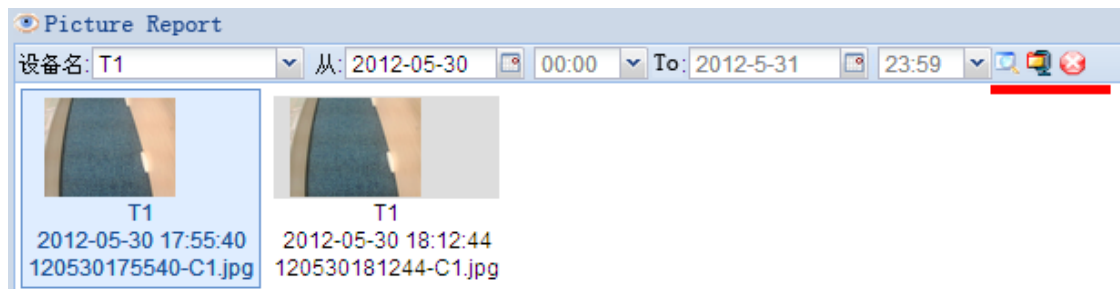 Picture Report
设备名: T1 从: 2012-05-30 00:00 To: 2012-5-31 23:59
T1
2012-05-30 17:55:40
120530175540-C1.jpg
T1
2012-05-30 18:12:44
120530181244-C1.jpg